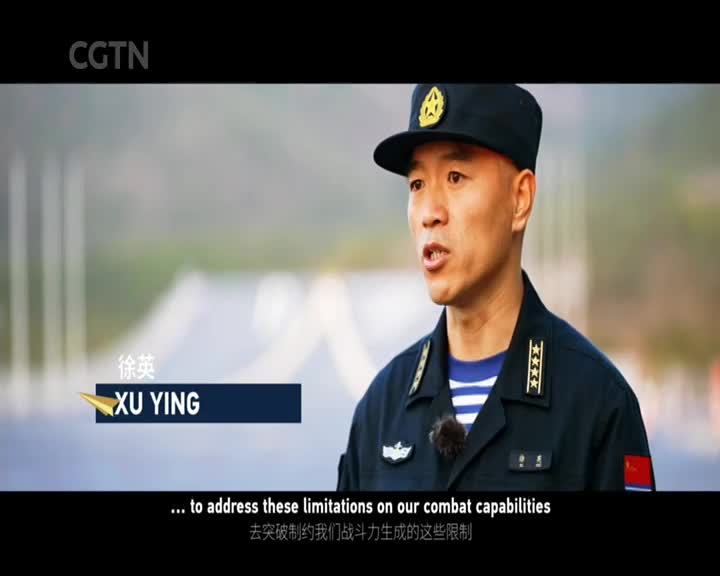 CGTN
徐英
XU YING
... to address these limitations on our combat capabilities
去突破制约我们战斗力生成的这些限制